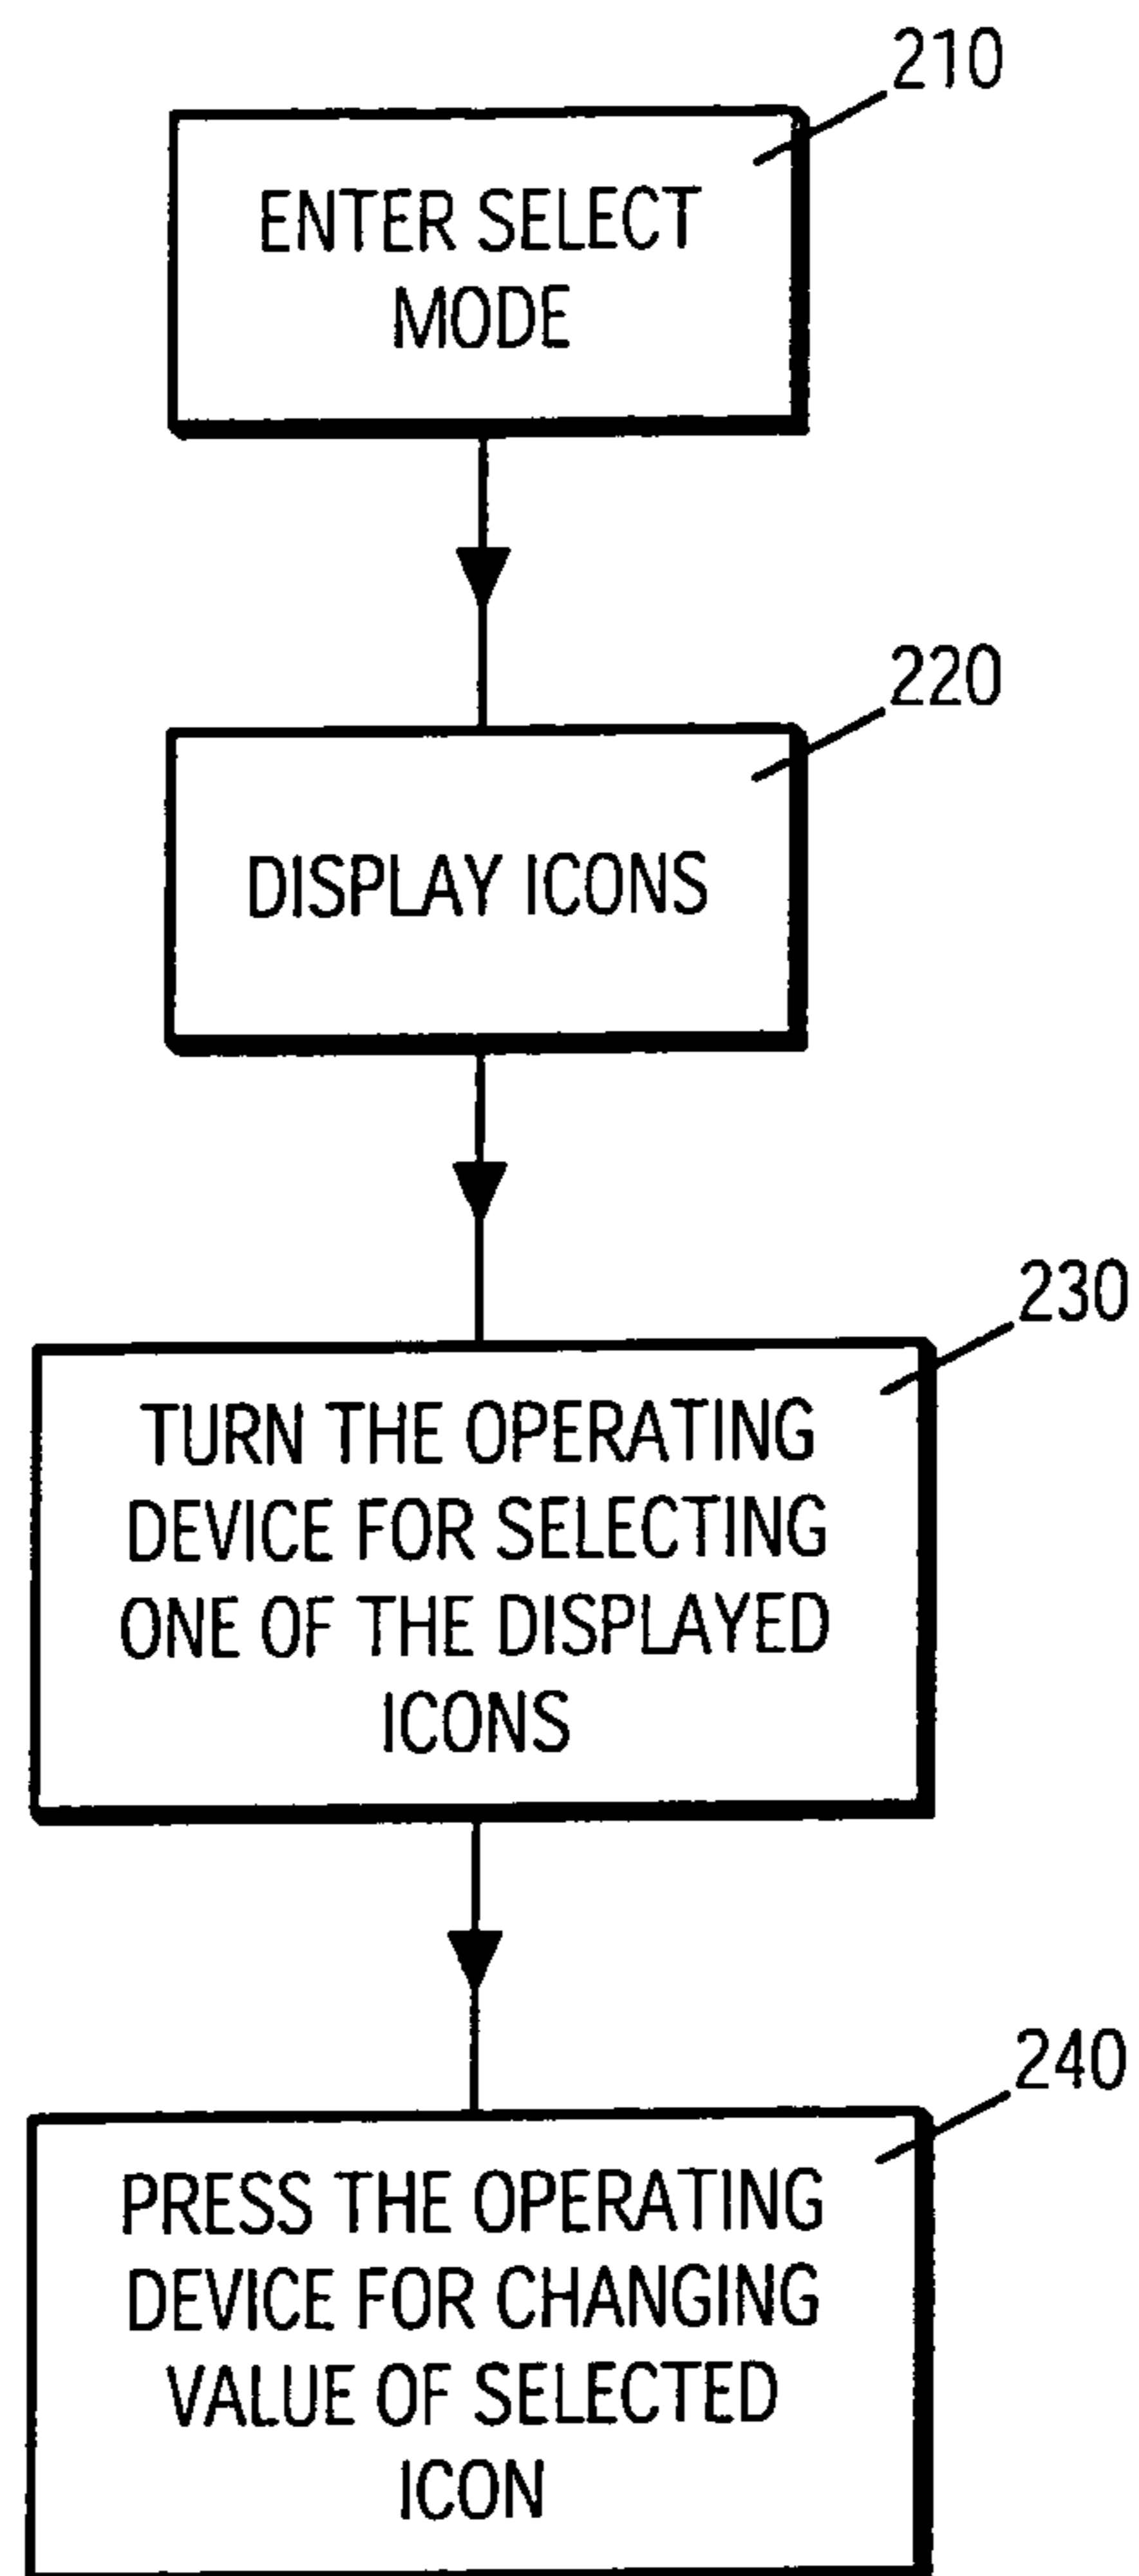 210
ENTER SELECT
MODE
220
DISPLAY ICONS
230
TURN THE OPERATING
DEVICE FOR SELECTING
ONE OF THE DISPLAYED
ICONS
240
PRESS THE OPERATING
DEVICE FOR CHANGING
VALUE OF SELECTED
ICON